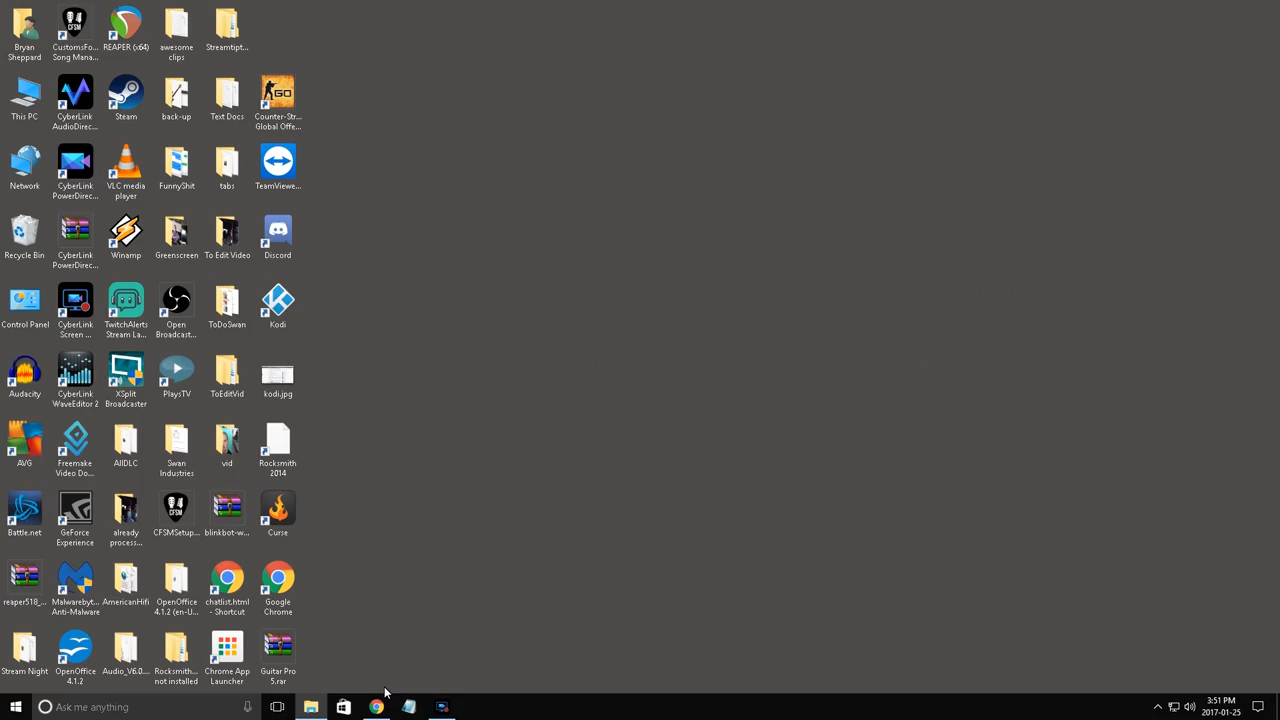 Bryan
Sheppard
CustomsFo...
Song Mana...
REAPER (x64)
awesome
clips
Streamtipt...
This PC
CyberLink
AudioDirec...
Steam
back-up
Text Docs
Counter-Str...
Global Offe...
GO
Network
CyberLink
PowerDirec...
VLC media
player
FunnyShit
tabs
TeamViewe...
Recycle Bin
CyberLink
PowerDirec...
Winamp
Greenscreen
To Edit Video
Discord
Control Panel
CyberLink
Screen ...
TwitchAlerts
Stream La...
Open
Broadcast...
ToDoSwan
Kodi
Audacity
CyberLink
WaveEditor 2
XSplit
Broadcaster
PlaysTV
ToEditVid
kodi.jpg
AVG
Freemake
Video Do...
AllDLC
Swan
Industries
vid
Rocksmith
2014
Battle.net
GeForce
Experience
already
process...
CFSMSetup...
blinkbot-w...
Curse
reaper518_...
Malwarebyt...
Anti-Malware
AmericanHifi
OpenOffice
4.1.2 (en-U...
chatlist.html
- Shortcut
Google
Chrome
Stream Night
OpenOffice
4.1.2
Audio_V6.0....
Rocksmith...
not installed
Chrome App
Launcher
Guitar Pro
5.rar
Ask me anything
3:51 PM
2017-01-25